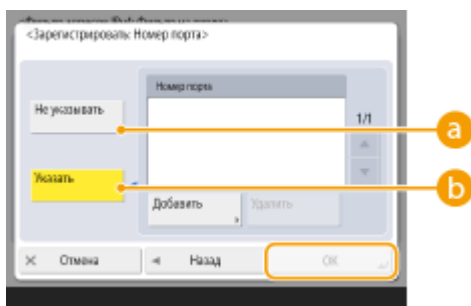 <Зарегистрировать: Номер порта>
Номер порта
Не указывать
1/1
a
Указать
b
Добавить
Удалить
Отмена
Назад
OK